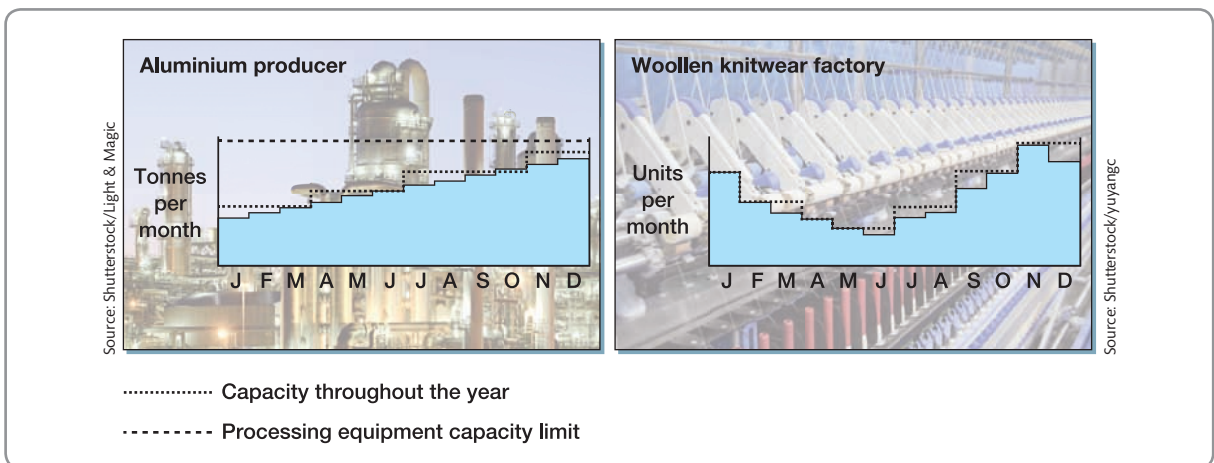 Aluminium producer
Tonnes
per
month
J F M A M J J A S O N D
Source: Shutterstock/Light & Magic
Woollen knitwear factory
Units
per
month
J F M A M J J A S O N D
Source: Shutterstock/yuyangc
Capacity throughout the year
Processing equipment capacity limit